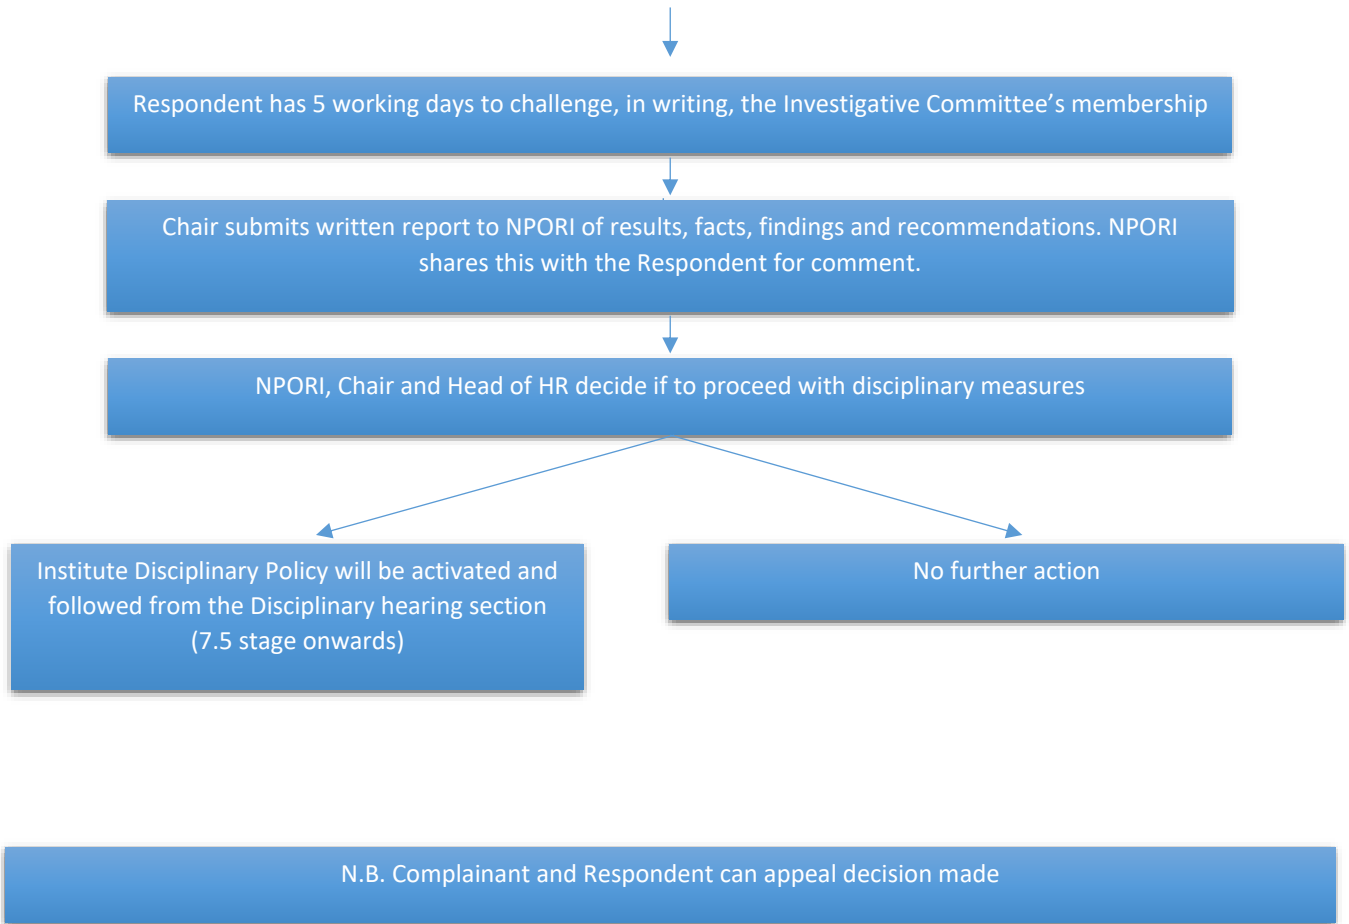 Respondent has 5 working days to challenge, in writing, the Investigative Committee’s membership
Chair submits written report to NPORI of results, facts, findings and recommendations. NPORI
shares this with the Respondent for comment.
NPORI, Chair and Head of HR decide if to proceed with disciplinary measures
Institute Disciplinary Policy will be activated and
followed from the Disciplinary hearing section
(7.5 stage onwards)
No further action
N.B. Complainant and Respondent can appeal decision made